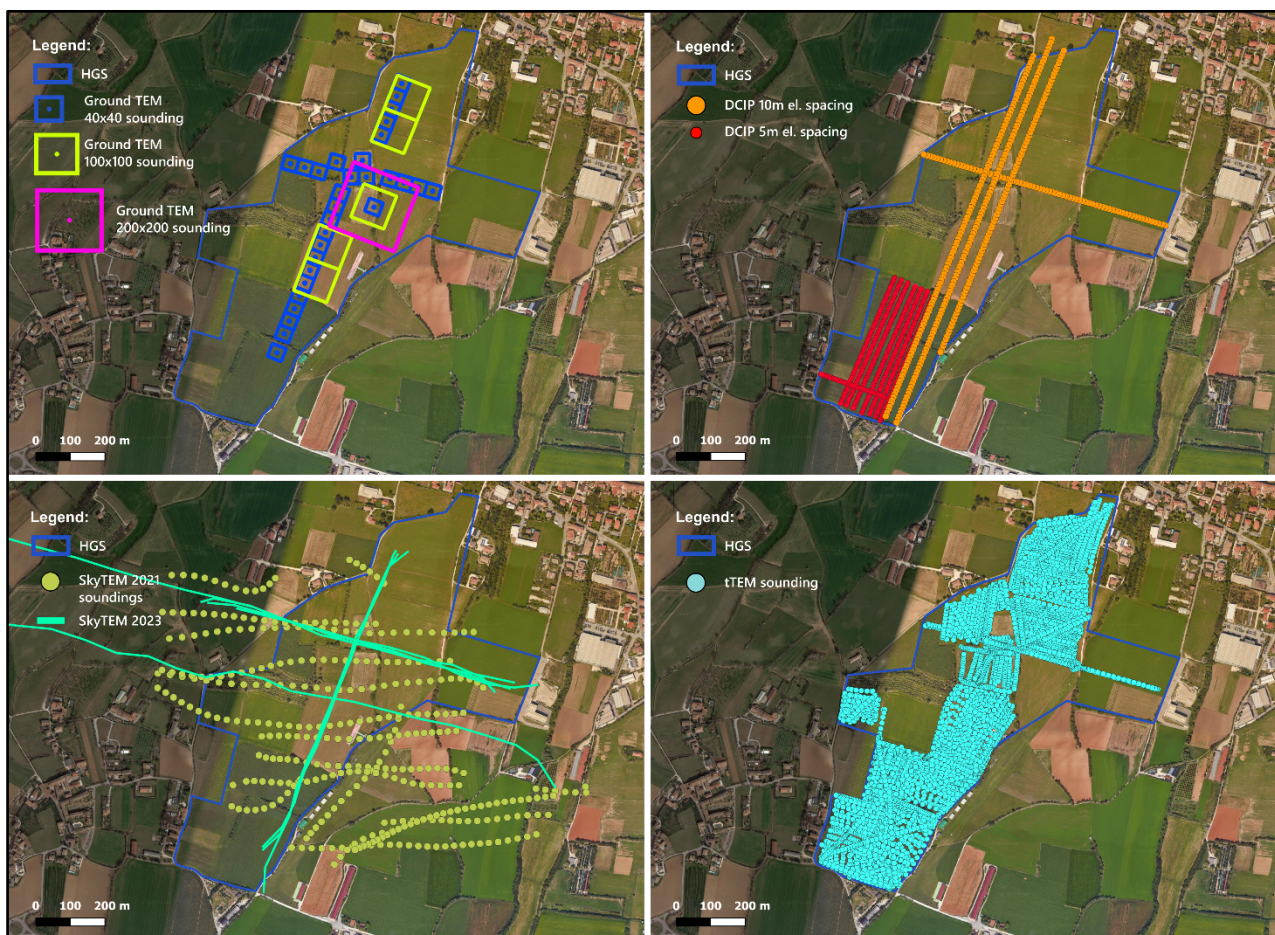 Legend:
HGS
Ground TEM
40x40 sounding
Ground TEM
100x100 sounding
Ground TEM
200x200 sounding
0 100 200 m
Legend:
HGS
DCIP 10m el. spacing
DCIP 5m el. spacing
0 100 200 m
Legend:
HGS
SkyTEM 2021
soundings
SkyTEM 2023
0 100 200 m
Legend:
HGS
tTEM sounding
0 100 200 m